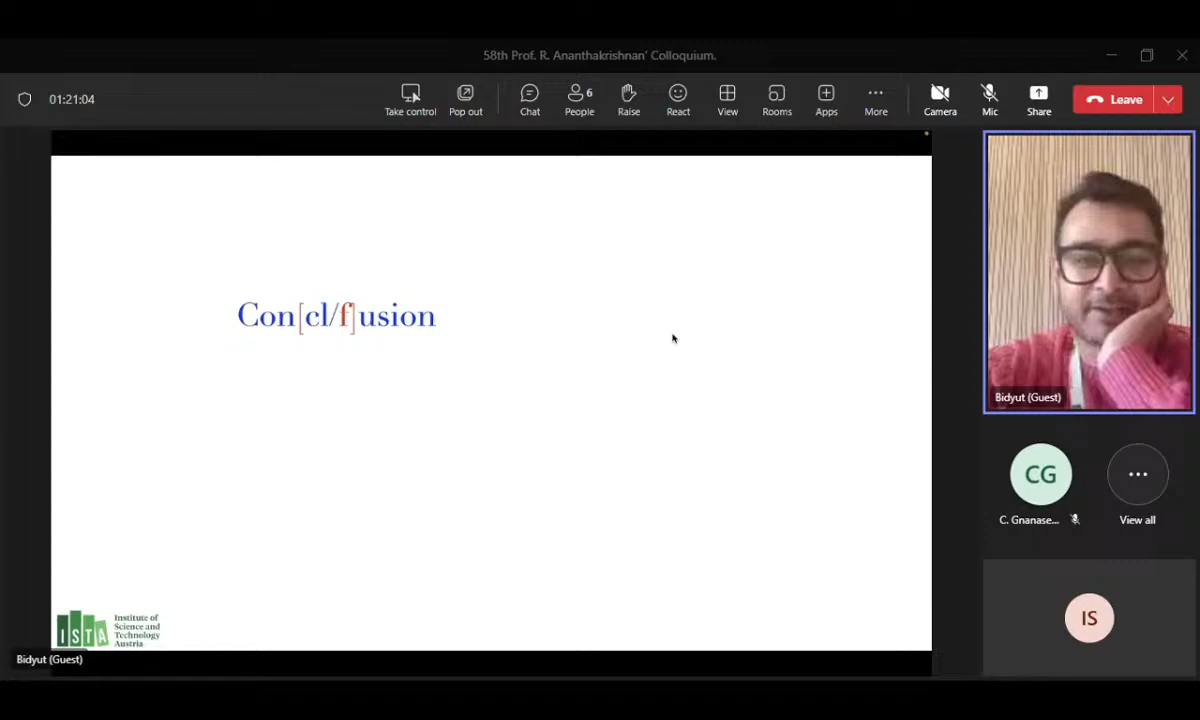 58th Prof. R. Ananthakrishnan' Colloquium.
01:21:04
Take control
Pop out
Chat
6
People
Raise
React
View
Rooms
Apps
More
Camera
Mic
Share
Leave
Con[cl/f]usion
Bidyut (Guest)
CG
C. Gnanase...
View all
IS
ISTA
Institute of
Science and
Technology
Austria
Bidyut (Guest)